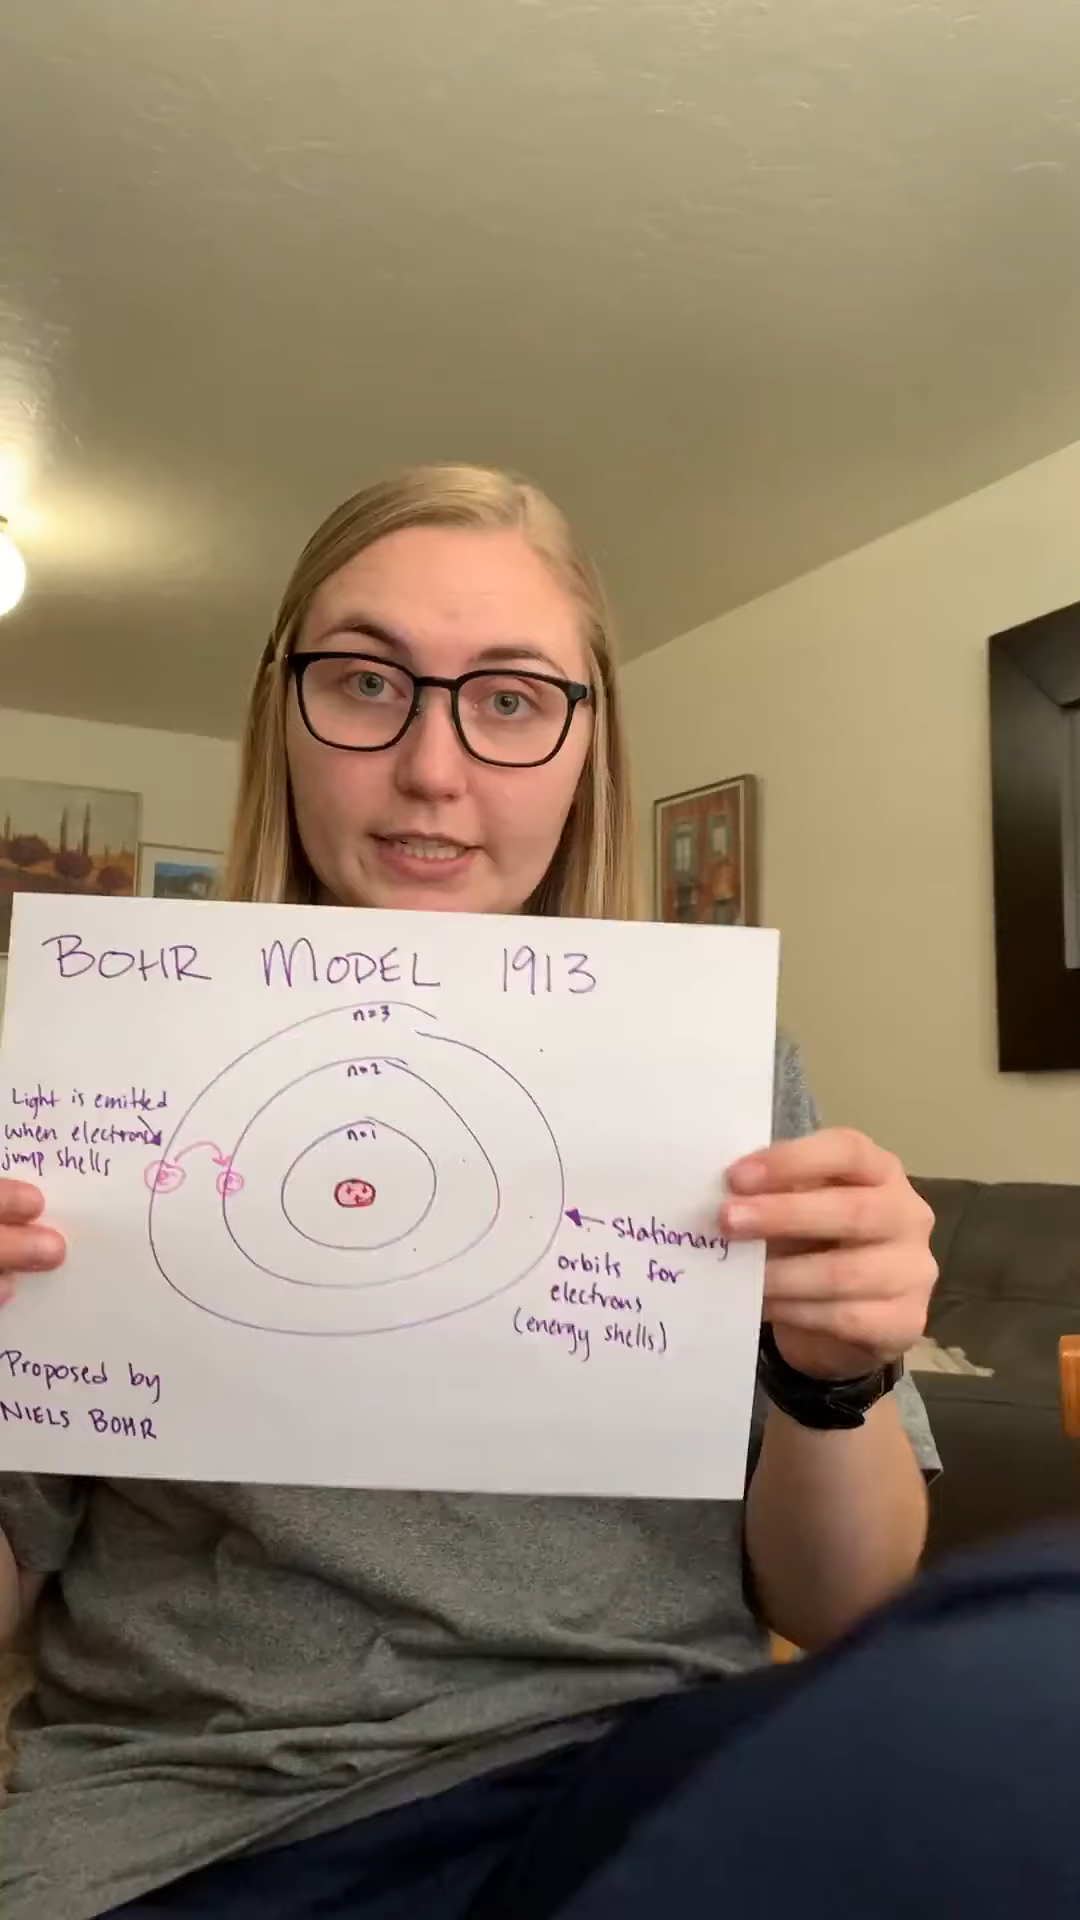 BOHR MODEL 1913
n=3
n=2
n=1
Light is emitted
when electrons
jump shells
e-
e-
Stationary
orbits for
electrons
(energy shells)
Proposed by
NIELS BOHR